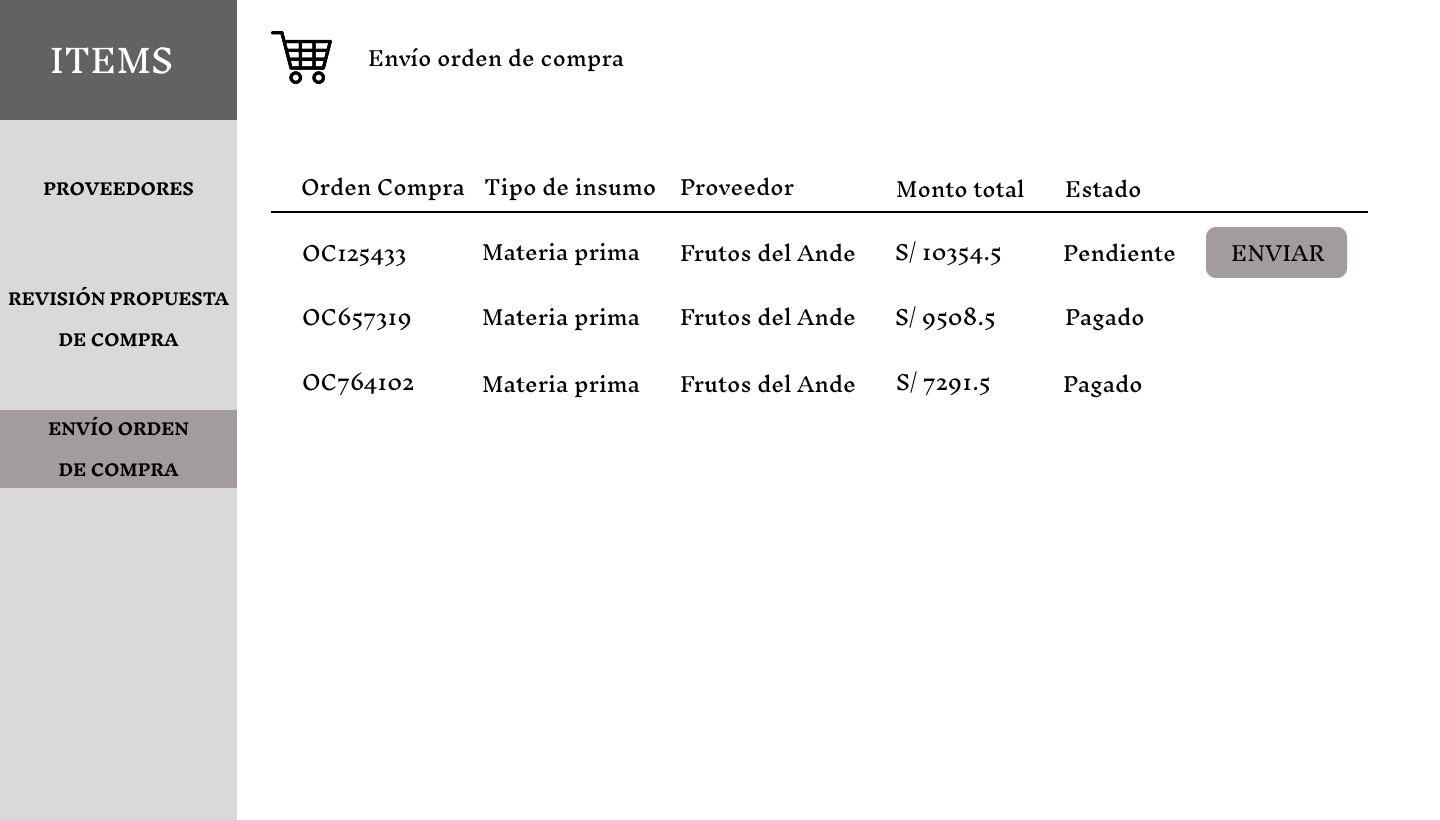 ITEMS
Envío orden de compra
PROVEEDORES
REVISIÓN PROPUESTA
DE COMPRA
ENVÍO ORDEN
DE COMPRA
Orden Compra Tipo de insumo Proveedor Monto total Estado
OC125433 Materia prima Frutos del Ande S/ 10354.5 Pendiente ENVIAR
OC657319 Materia prima Frutos del Ande S/ 9508.5 Pagado
OC764102 Materia prima Frutos del Ande S/ 7291.5 Pagado